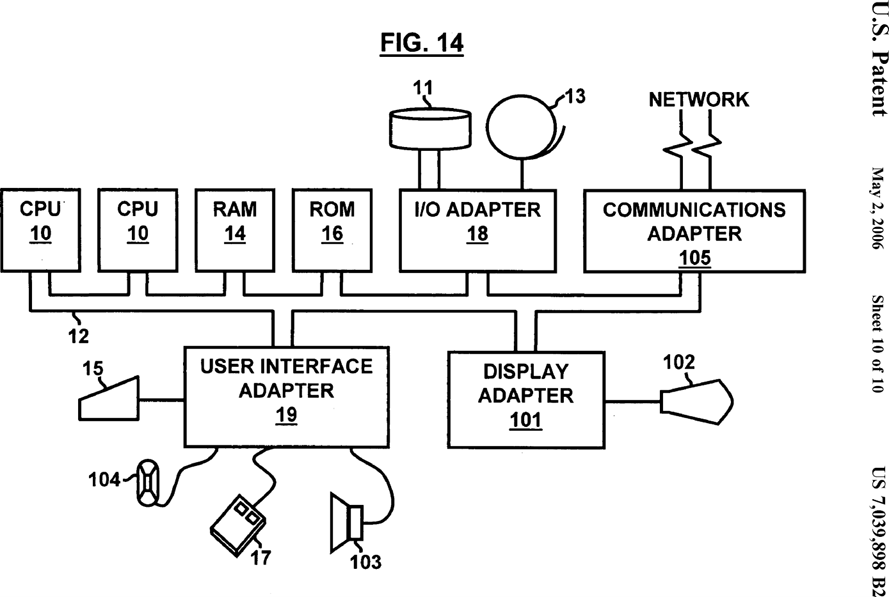 FIG. 14
11
13
NETWORK
CPU
10
CPU
10
RAM
14
ROM
16
I/O ADAPTER
18
COMMUNICATIONS
ADAPTER
105
12
15
USER INTERFACE
ADAPTER
19
DISPLAY
ADAPTER
101
102
104
17
103
U.S. Patent
May 2, 2006
Sheet 10 of 10
US 7,039,898 B2